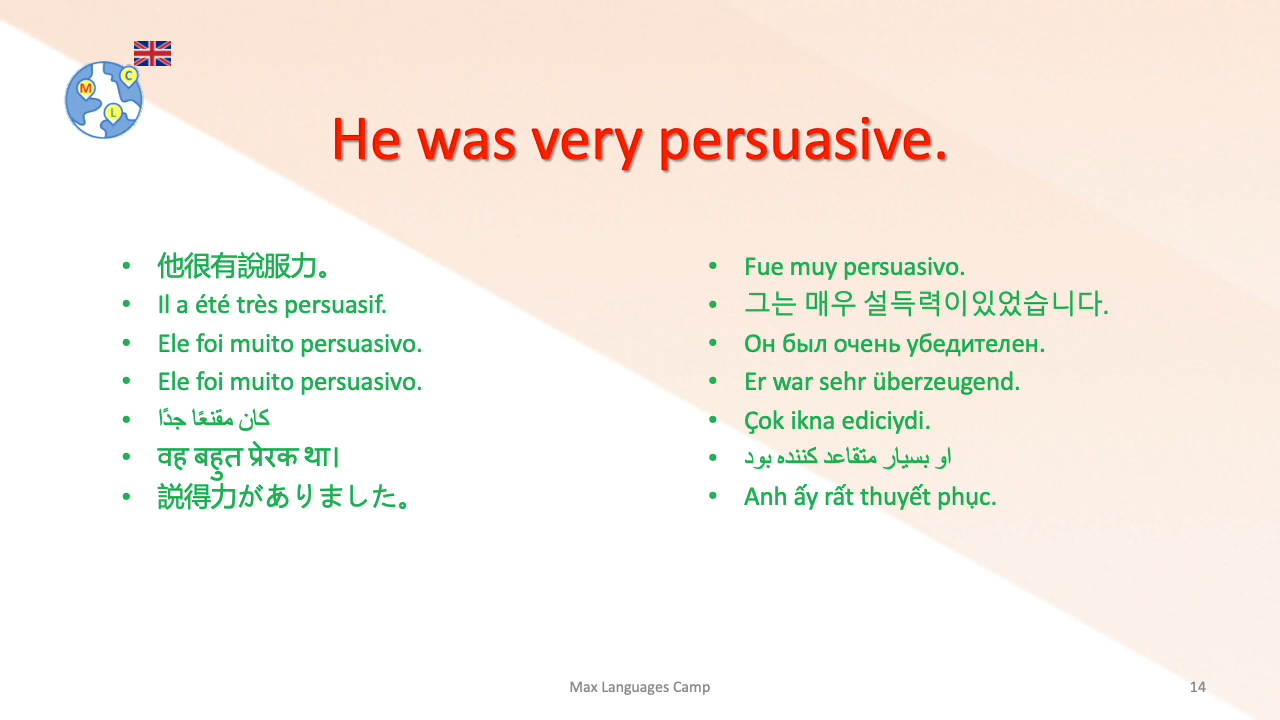 M
C
L
He was very persuasive.
• 他很有說服力。
• Il a été très persuasif.
• Ele foi muito persuasivo.
• Ele foi muito persuasivo.
• كان مقنعًا جدًا
• वह बहुत प्रेरक था।
• 説得力がありました。
• Fue muy persuasivo.
• 그는 매우 설득력이있었습니다.
• Он был очень убедителен.
• Er war sehr überzeugend.
• Çok ikna ediciydi.
• او بسیار متقاعد کننده بود
• Anh ấy rất thuyết phục.
Max Languages Camp
14